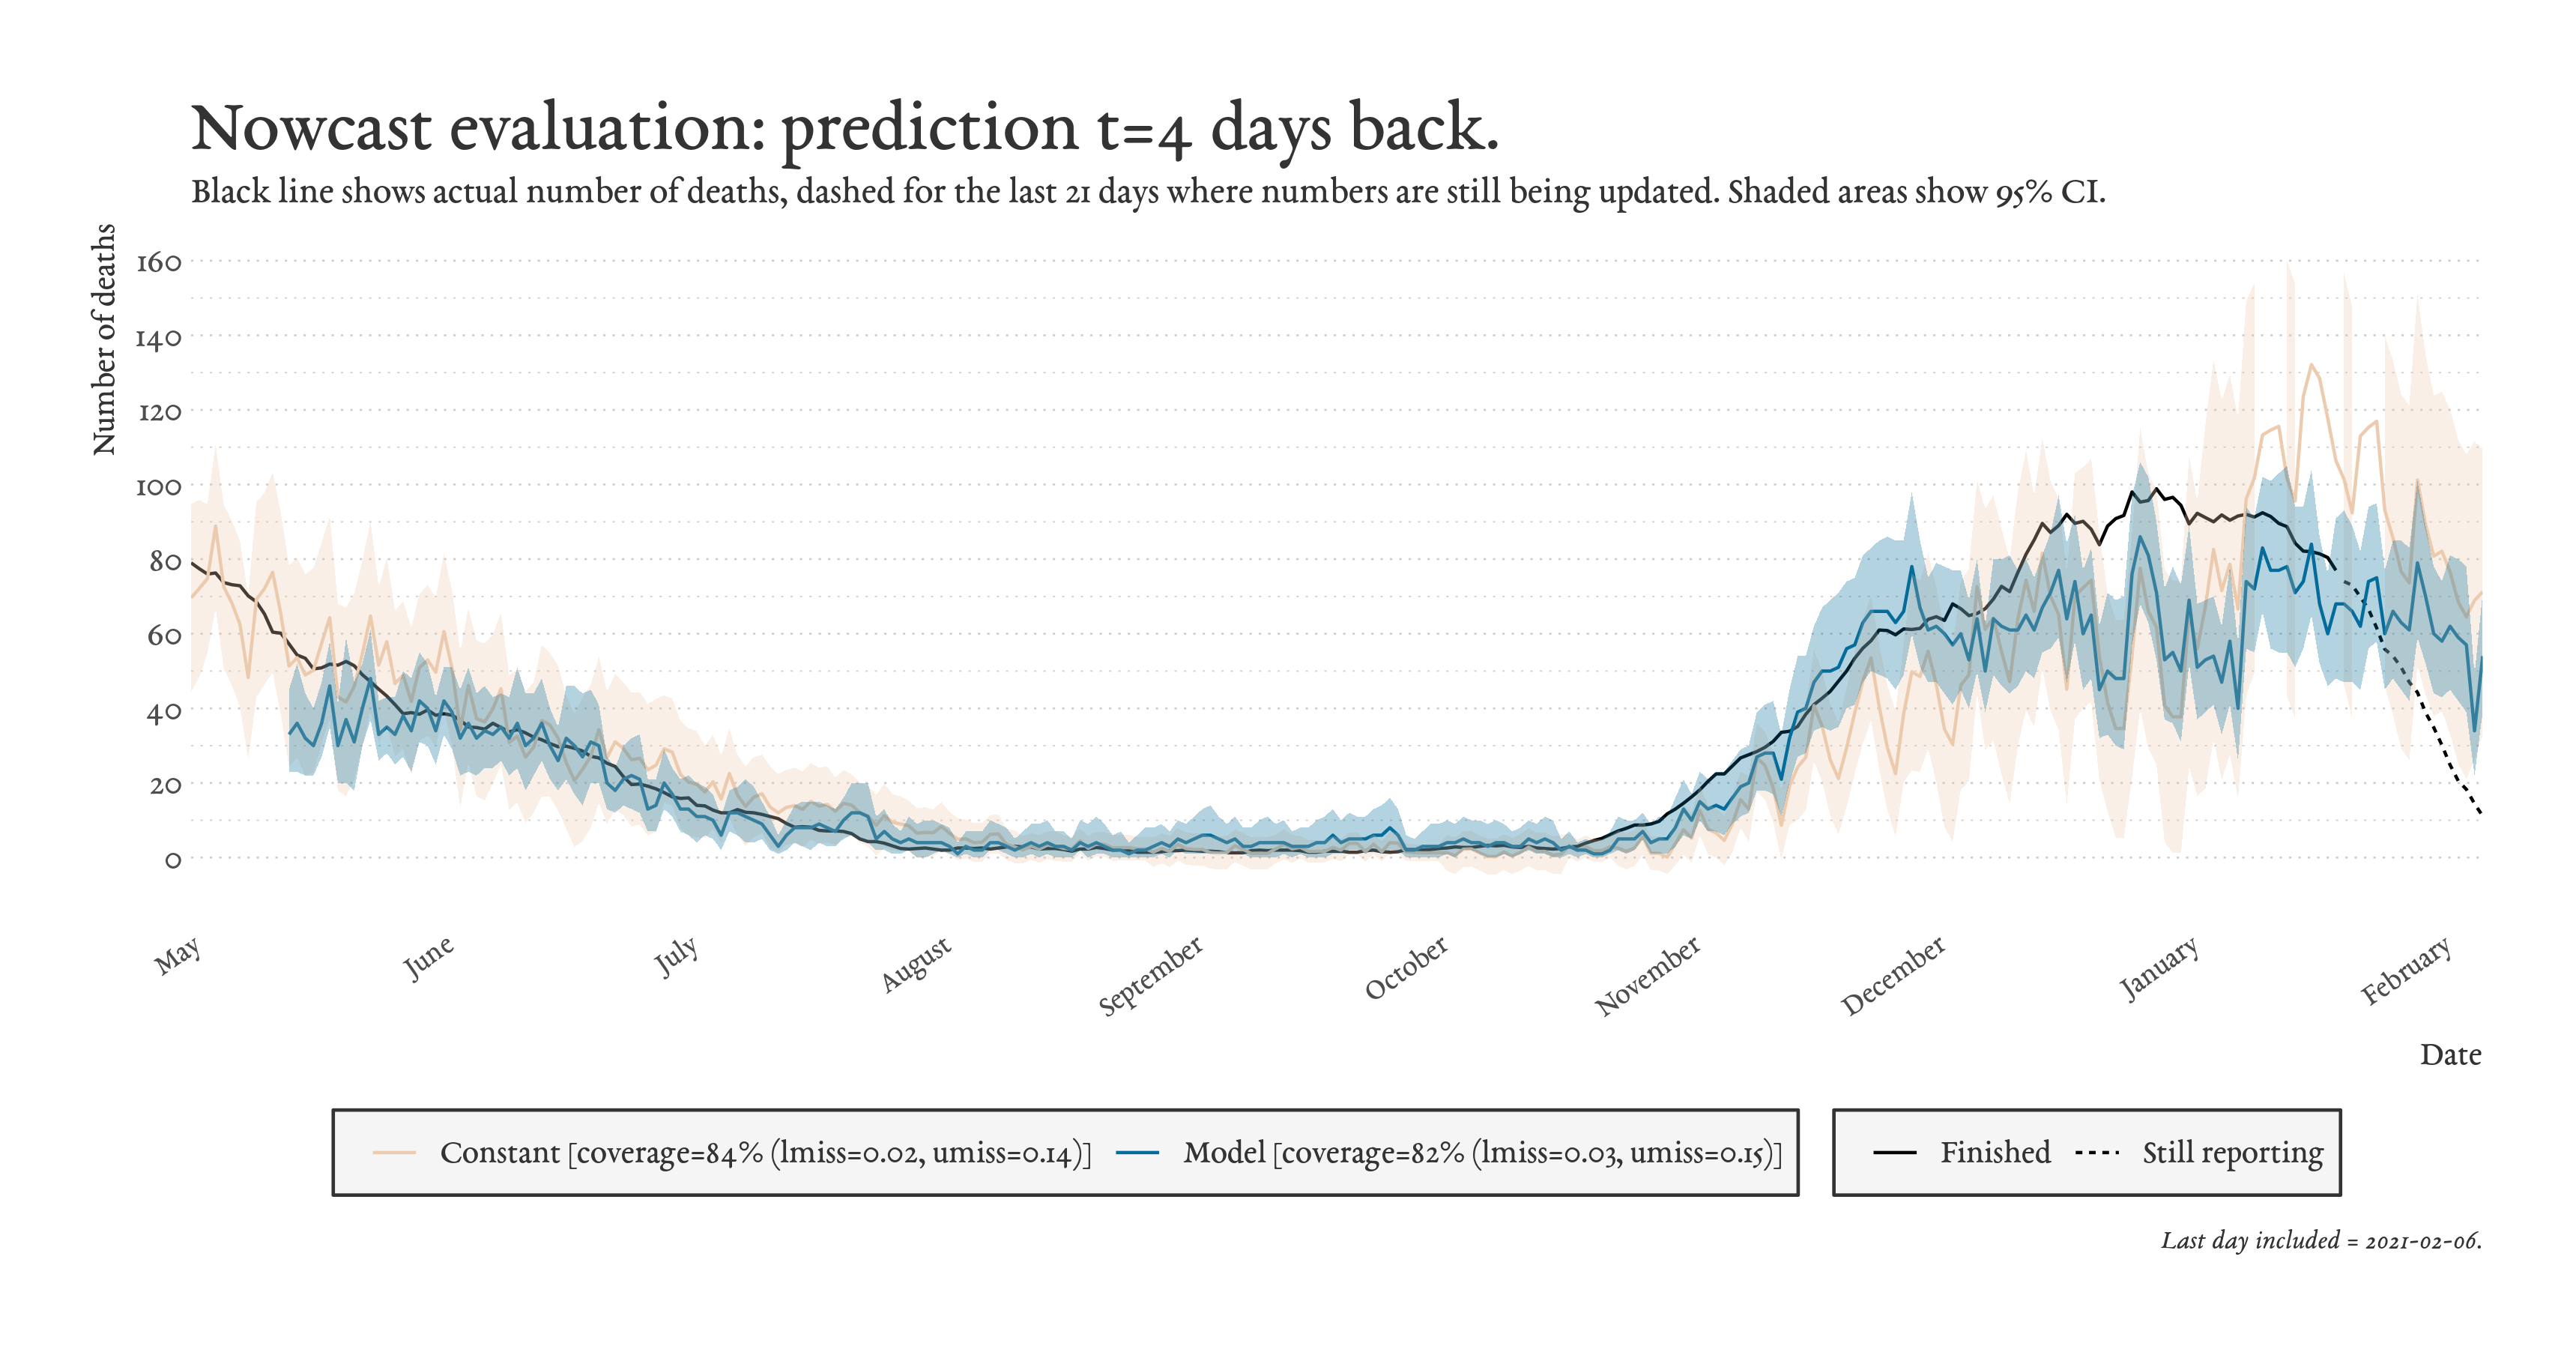 Nowcast evaluation: prediction t=4 days back.
Black line shows actual number of deaths, dashed for the last 21 days where numbers are still being updated. Shaded areas show 95% CI.
Number of deaths
160
140
120
100
80
60
40
20
0
May
June
July
August
September
October
November
December
January
February
Date
Constant [coverage=84% (lmiss=0.02, umiss=0.14)]
Model [coverage=82% (lmiss=0.03, umiss=0.15)]
Finished
Still reporting
Last day included = 2021-02-06.